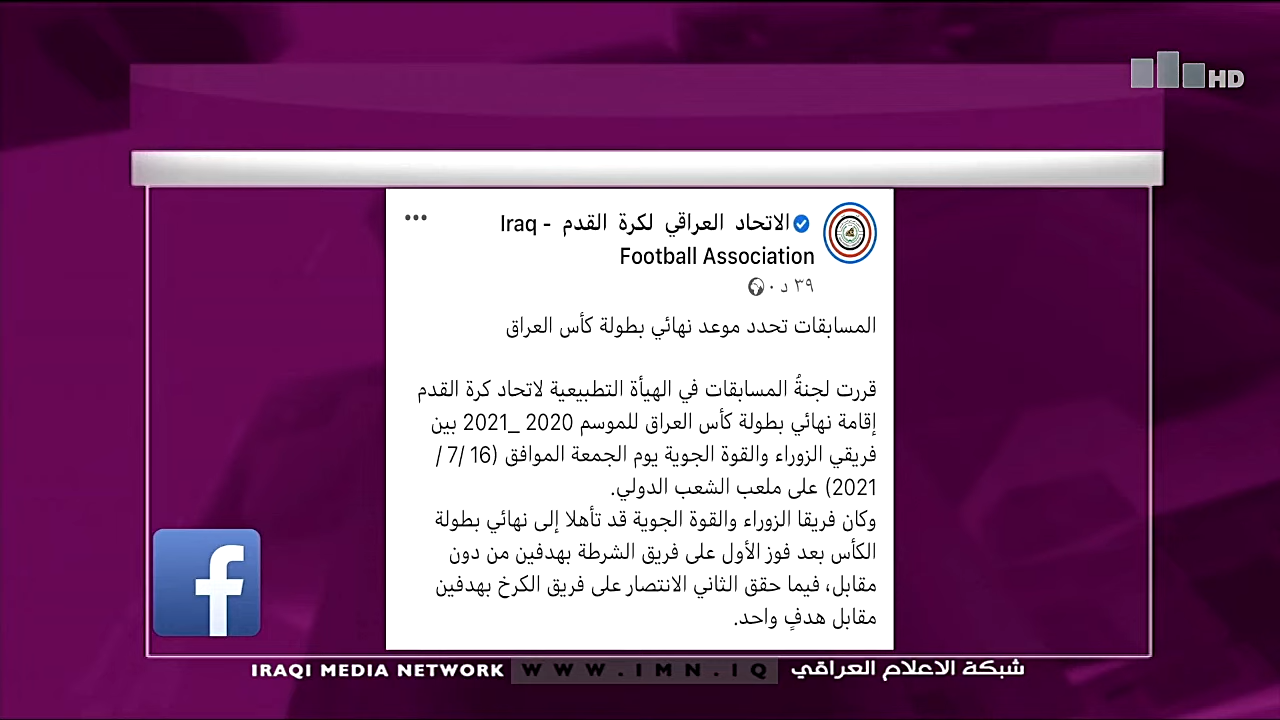 HD
الاتحاد العراقي لكرة القدم - Iraq
Football Association
٣٩ د ·
المسابقات تحدد موعد نهائي بطولة كأس العراق
قررت لجنةُ المسابقات في الهيأة التطبيعية لاتحاد كرة القدم
إقامة نهائي بطولة كأس العراق للموسم 2020 _2021 بين
فريقي الزوراء والقوة الجوية يوم الجمعة الموافق (16 /7 /
2021) على ملعب الشعب الدولي.
وكان فريقا الزوراء والقوة الجوية قد تأهلا إلى نهائي بطولة
الكأس بعد فوز الأول على فريق الشرطة بهدفين من دون
مقابل، فيما حقق الثاني الانتصار على فريق الكرخ بهدفين
مقابل هدفٍ واحد.
IRAQI MEDIA NETWORK WWW.IMN.IQ شبكة الاعلام العراقي